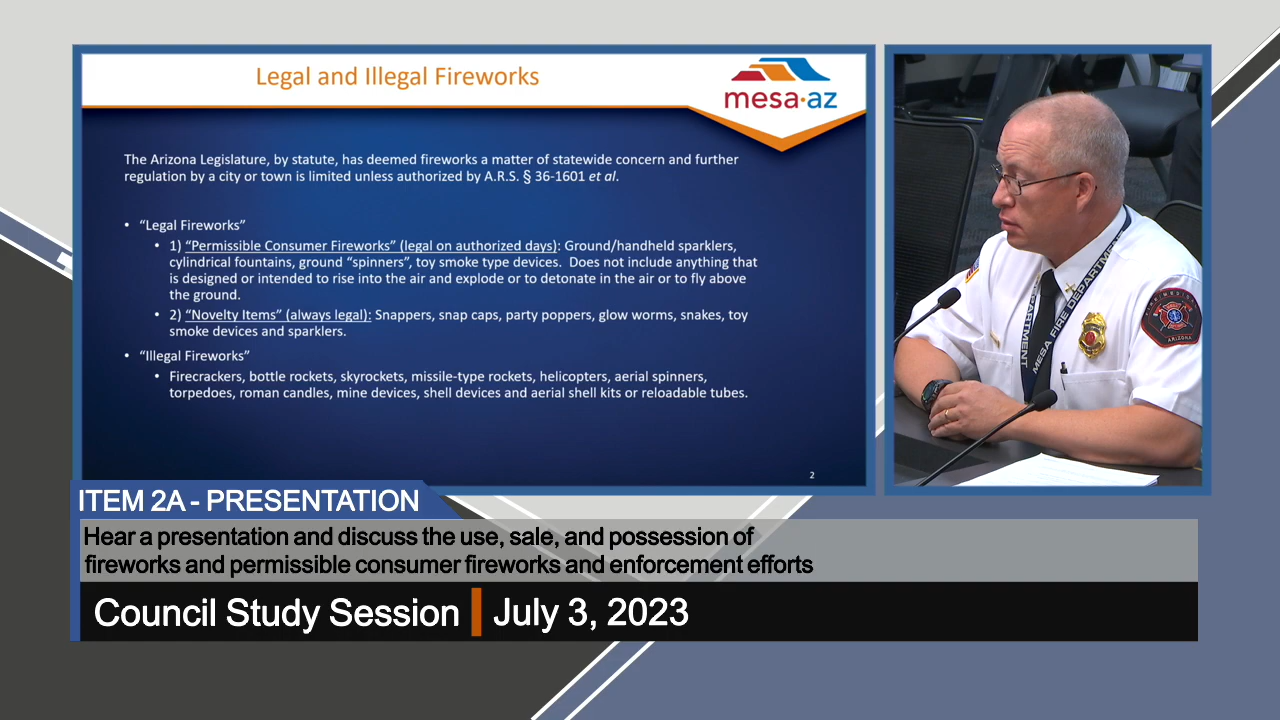 Legal and Illegal Fireworks
mesa·az
The Arizona Legislature, by statute, has deemed fireworks a matter of statewide concern and further
regulation by a city or town is limited unless authorized by A.R.S. § 36-1601 et al.
• “Legal Fireworks”
• 1) “Permissible Consumer Fireworks” (legal on authorized days): Ground/handheld sparklers,
cylindrical fountains, ground “spinners”, toy smoke type devices.  Does not include anything that
is designed or intended to rise into the air and explode or to detonate in the air or to fly above
the ground.
• 2) “Novelty Items” (always legal): Snappers, snap caps, party poppers, glow worms, snakes, toy
smoke devices and sparklers.
• “Illegal Fireworks”
• Firecrackers, bottle rockets, skyrockets, missile-type rockets, helicopters, aerial spinners,
torpedoes, roman candles, mine devices, shell devices and aerial shell kits or reloadable tubes.
2
MESA FIRE DEPARTMENT
ARTMENT
ARIZONA
ITEM 2A - PRESENTATION
Hear a presentation and discuss the use, sale, and possession of
fireworks and permissible consumer fireworks and enforcement efforts
Council Study Session
July 3, 2023